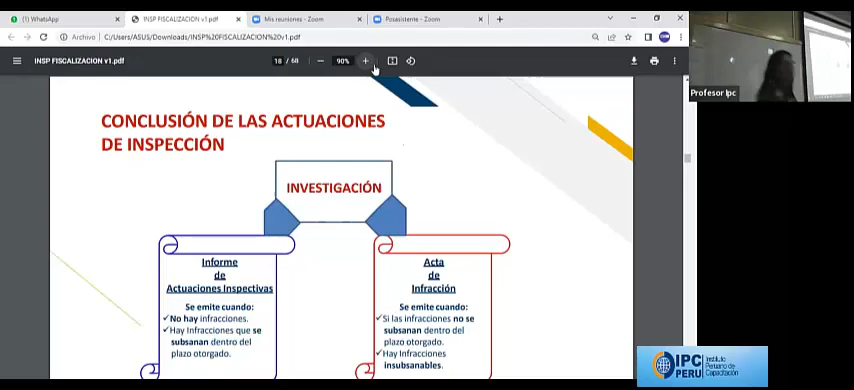 (1) WhatsApp
INSP FISCALIZACION v1.pdf
Mis reuniones - Zoom
Posasistente - Zoom
Archivo
C:/Users/ASUS/Downloads/INSP%20FISCALIZACION%20v1.pdf
INSP FISCALIZACION v1.pdf
18 / 68
90%
Profesor Ipc
CONCLUSIÓN DE LAS ACTUACIONES
DE INSPECCIÓN
INVESTIGACIÓN
Informe
de
Actuaciones Inspectivas
Se emite cuando:
✓No hay infracciones.
✓Hay Infracciones que se
subsanan dentro del
plazo otorgado.
Acta
de
Infracción
Se emite cuando:
✓Si las infracciones no se
subsanan dentro del
plazo otorgado.
✓Hay Infracciones
insubsanables.
IPC
PERU
Instituto
Peruano de
Capacitación